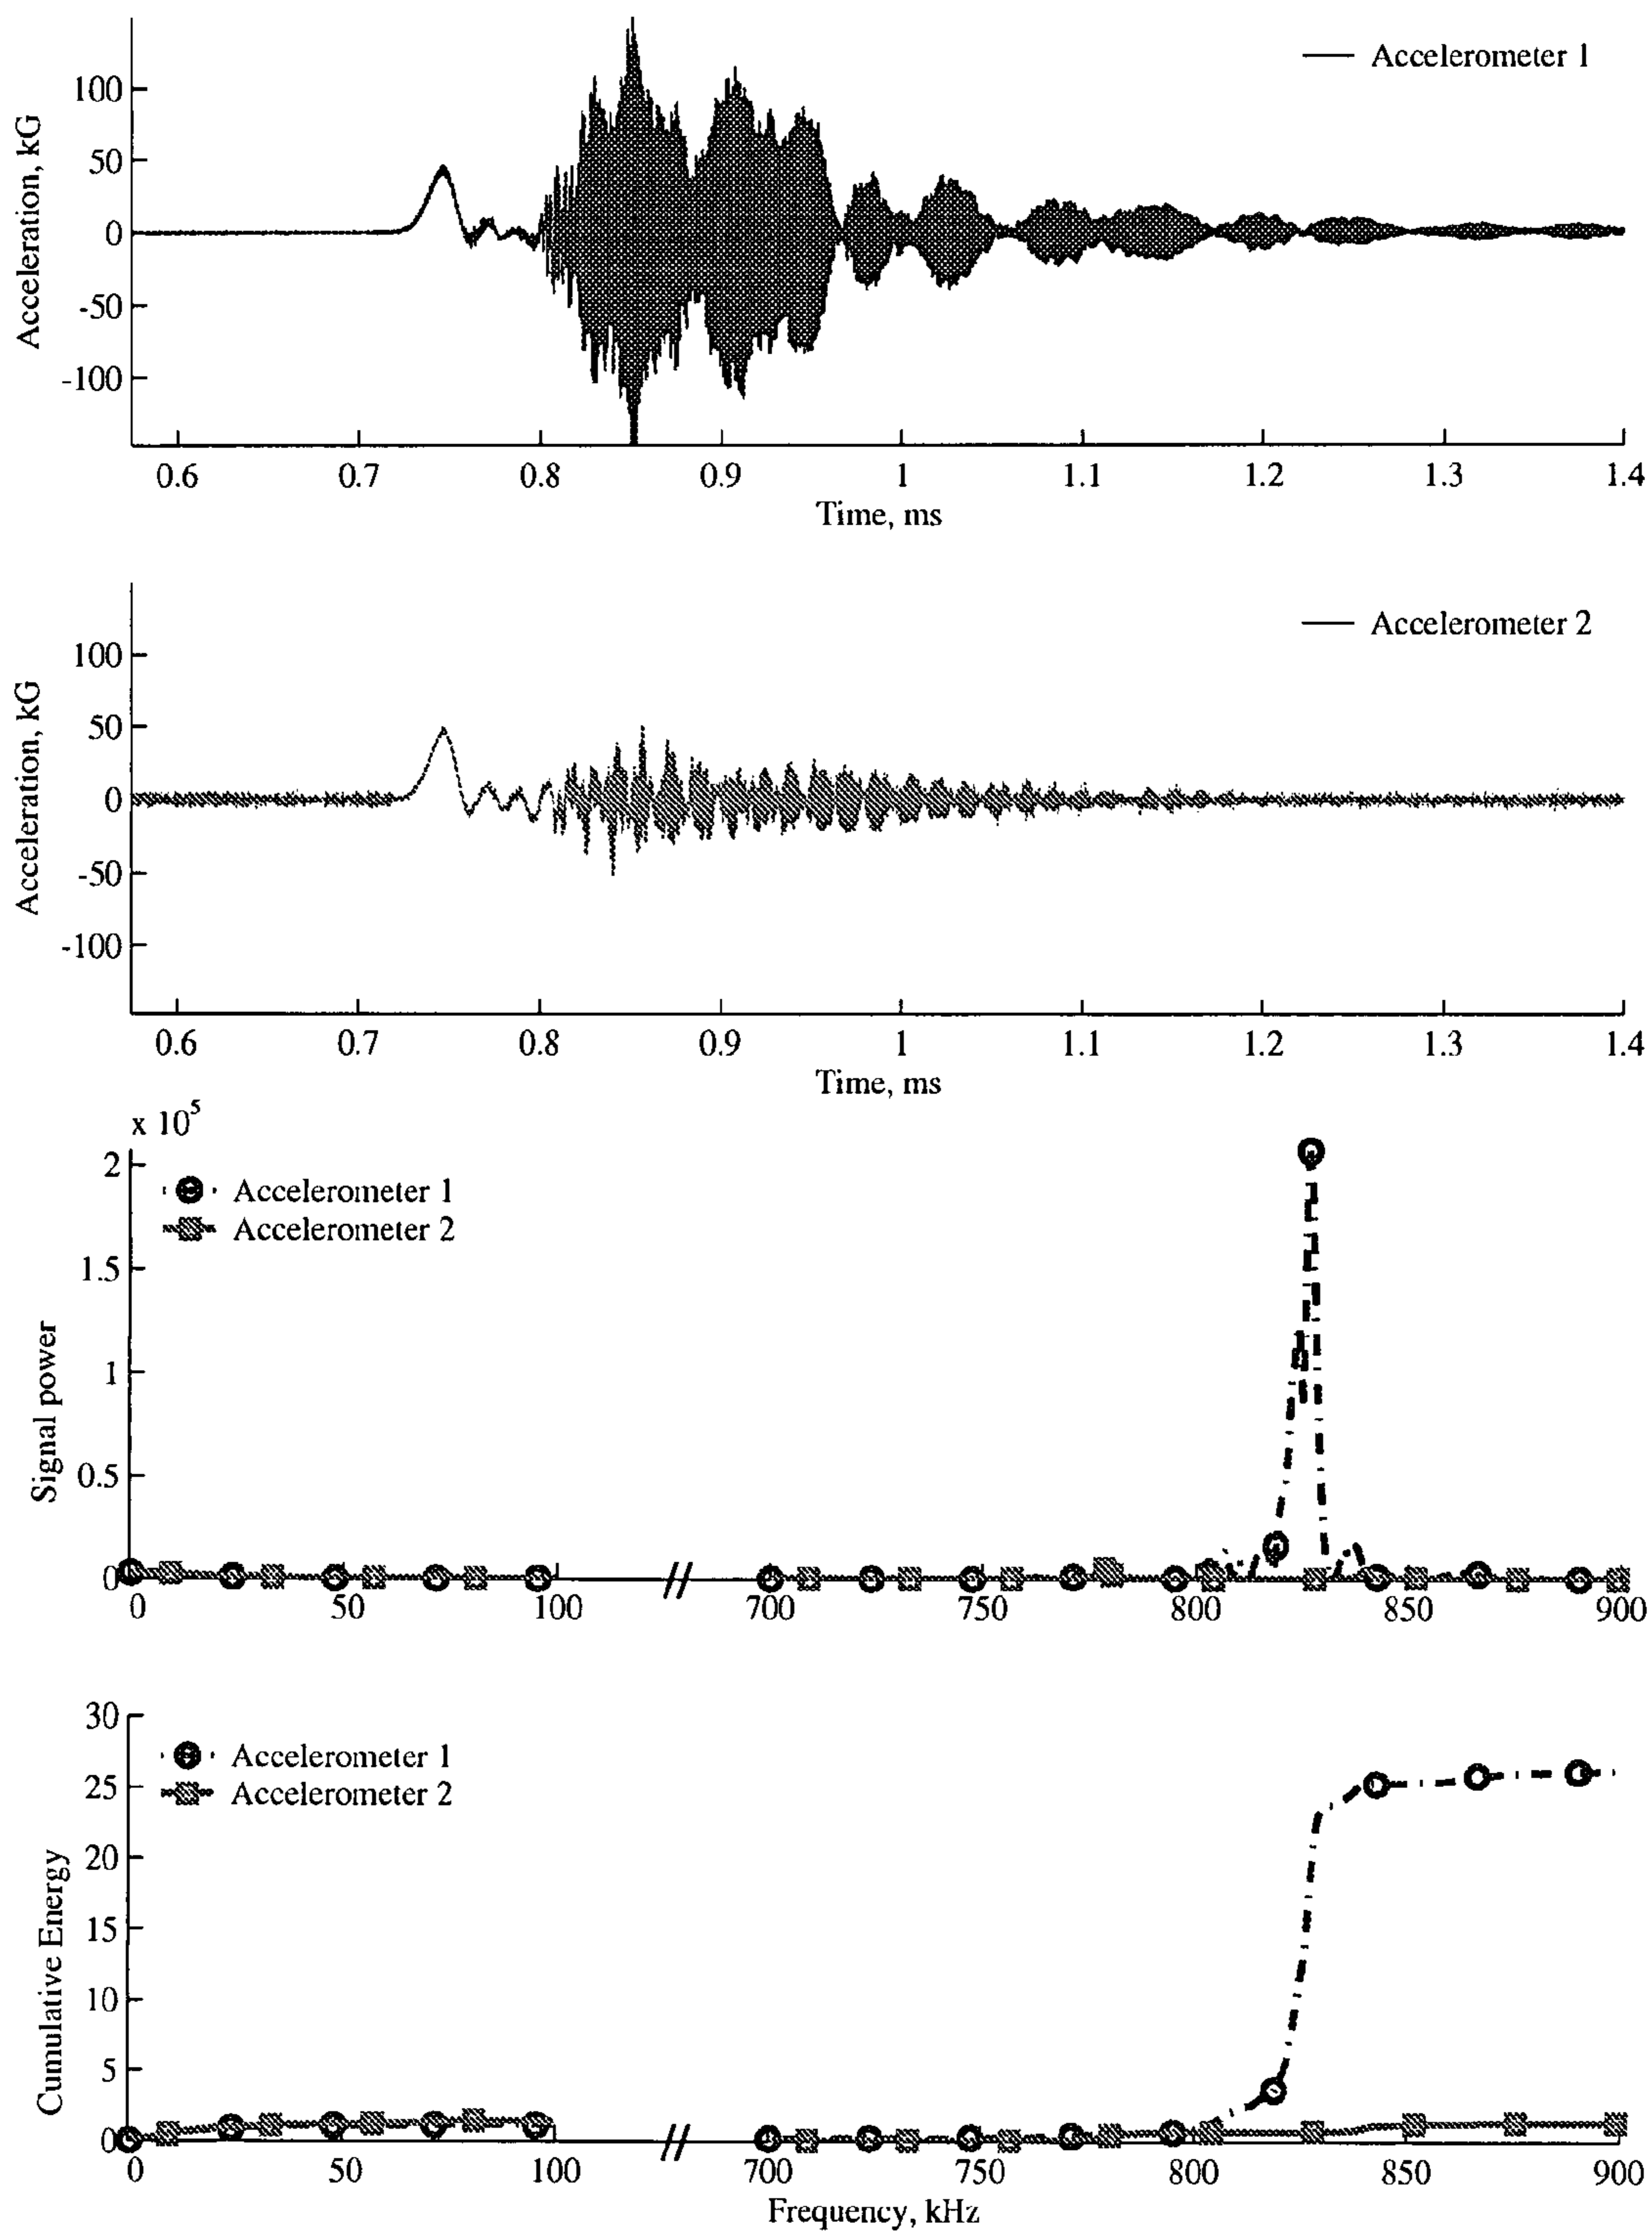 Accelerometer 1
Acceleration, kG
100
50
0
-50
-100
0.6 0.7 0.8 0.9 1 1.1 1.2 1.3 1.4
Time, ms
Accelerometer 2
Acceleration, kG
100
50
0
-50
-100
0.6 0.7 0.8 0.9 1 1.1 1.2 1.3 1.4
Time, ms
x 10^5
Accelerometer 1
Accelerometer 2
Signal power
2
1.5
1
0.5
0
0 50 100 700 750 800 850 900
Accelerometer 1
Accelerometer 2
Cumulative Energy
30
25
20
15
10
5
0
0 50 100 700 750 800 850 900
Frequency, kHz